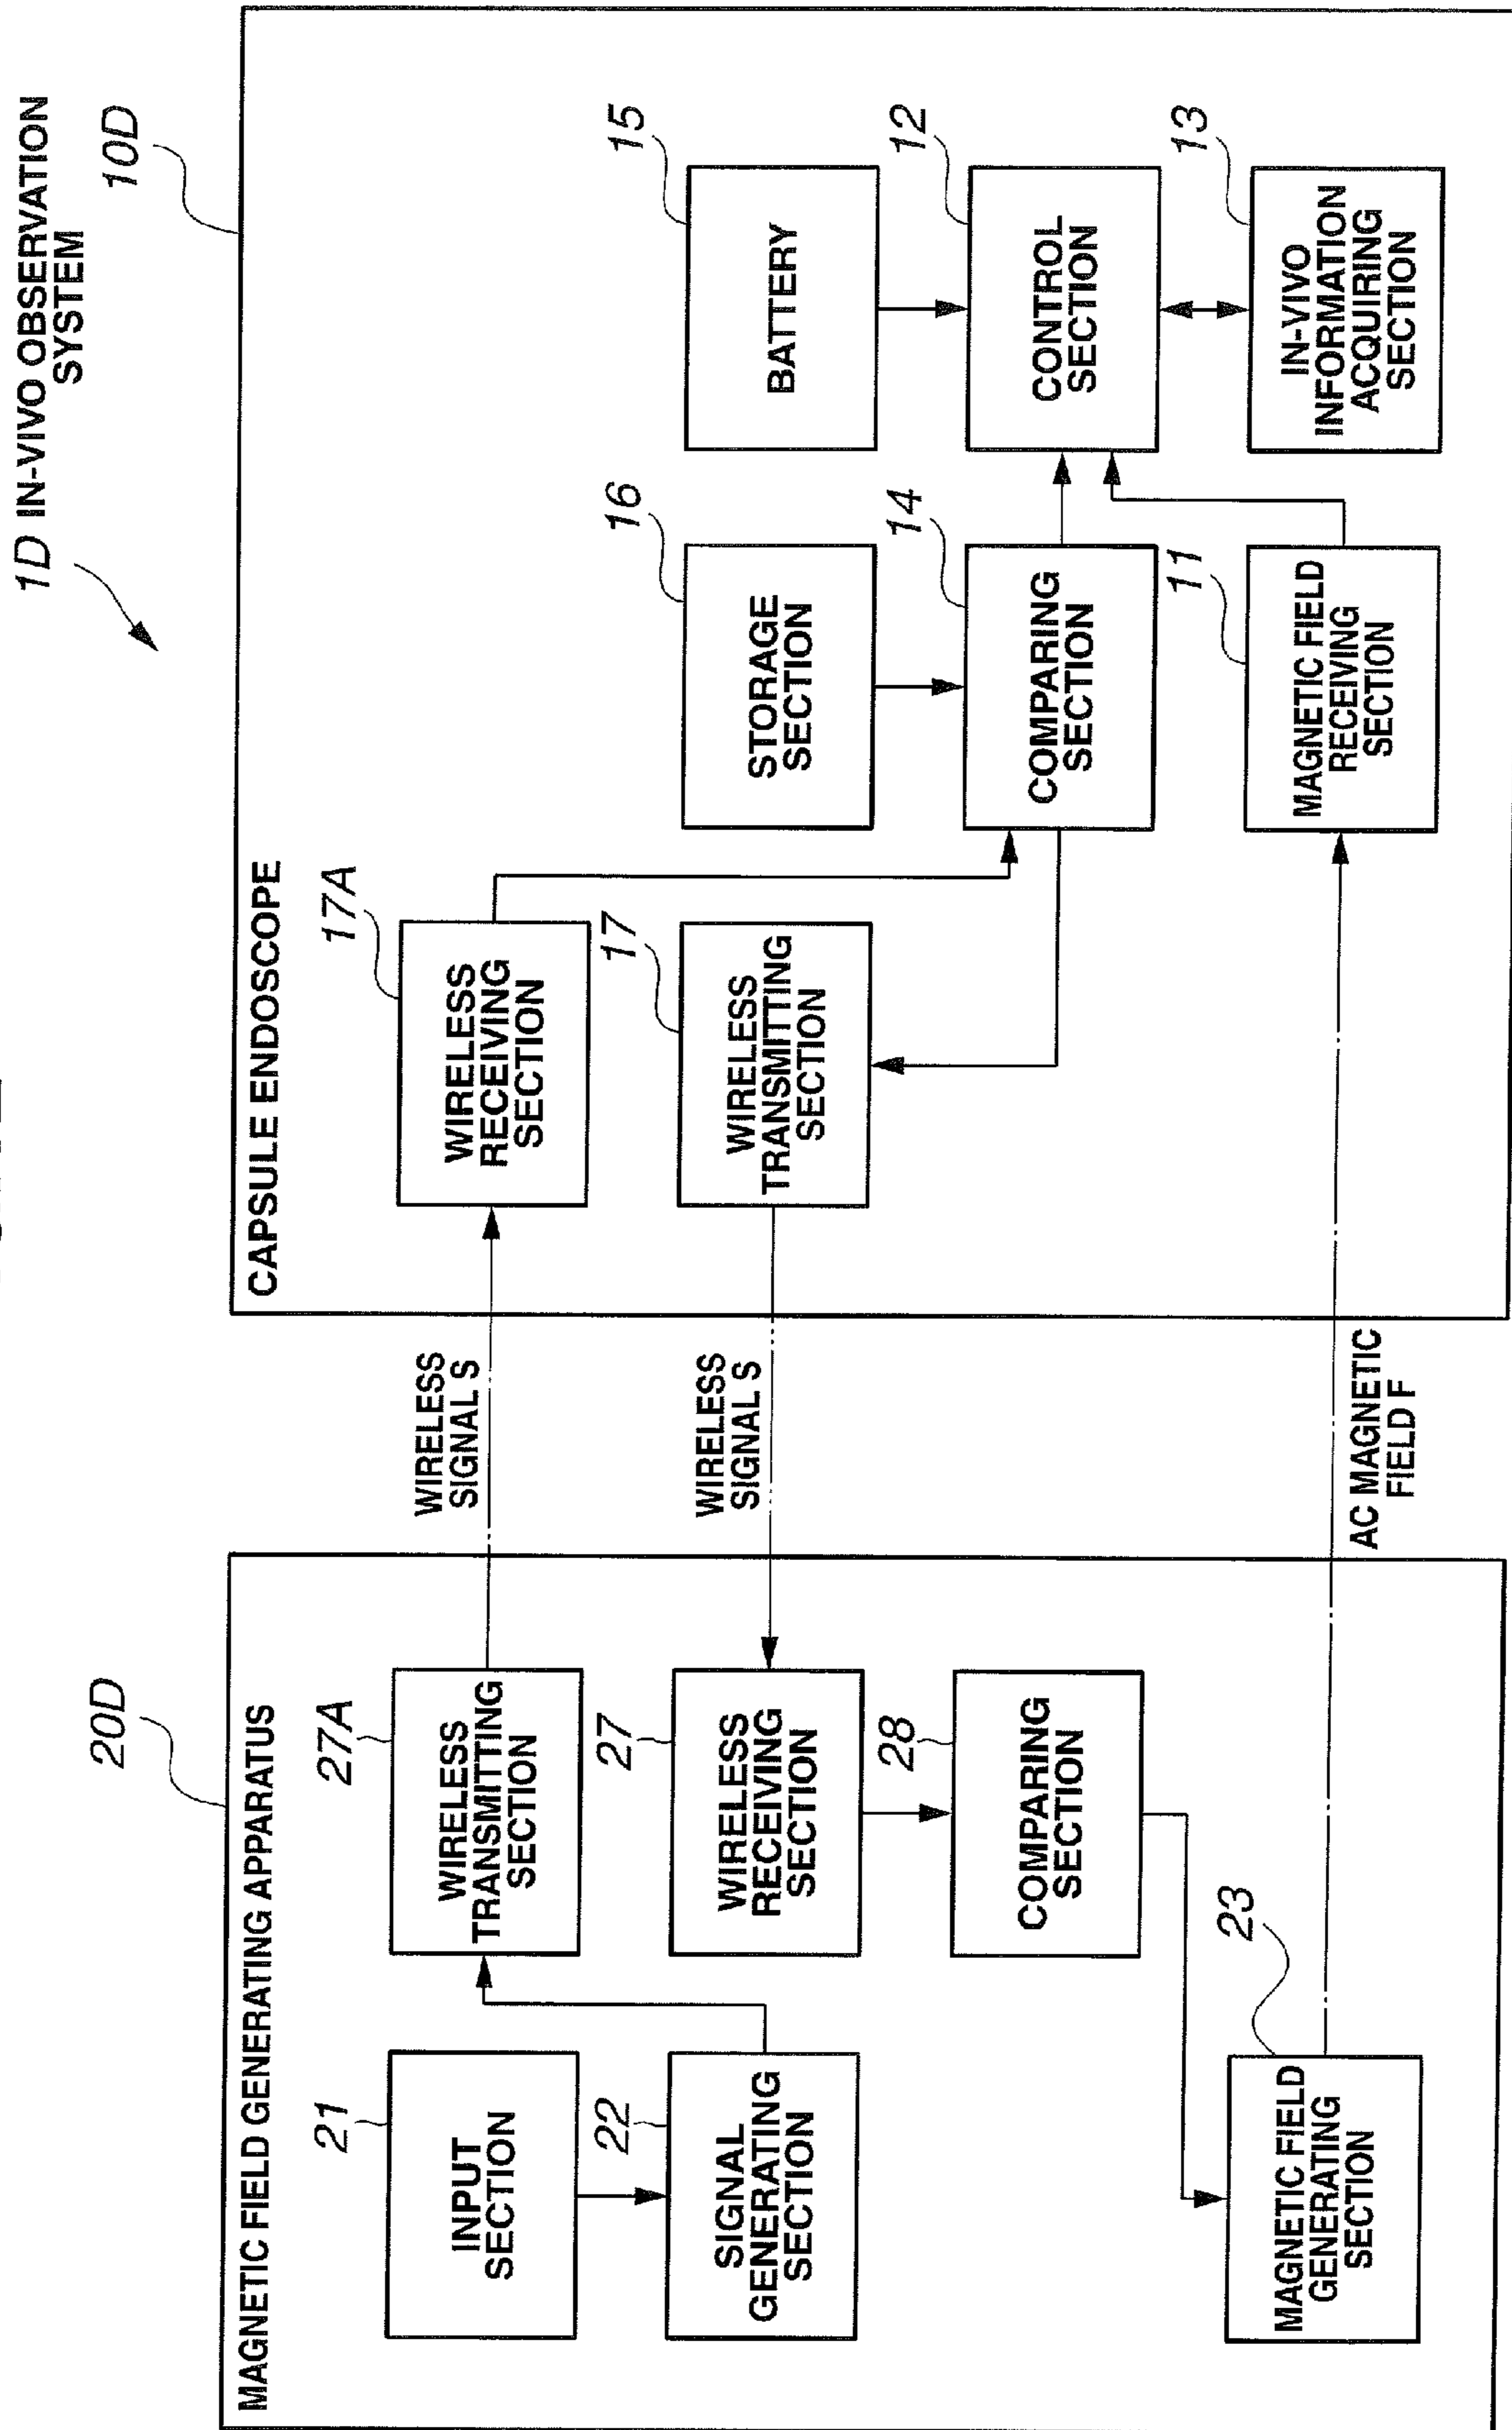 1D IN-VIVO OBSERVATION
SYSTEM
20D
MAGNETIC FIELD GENERATING APPARATUS
21
INPUT
SECTION
22
SIGNAL
GENERATING
SECTION
27A
WIRELESS
TRANSMITTING
SECTION
27
WIRELESS
RECEIVING
SECTION
28
COMPARING
SECTION
23
MAGNETIC FIELD
GENERATING
SECTION
WIRELESS
SIGNAL S
WIRELESS
SIGNAL S
AC MAGNETIC
FIELD F
10D
CAPSULE ENDOSCOPE
17A
WIRELESS
RECEIVING
SECTION
17
WIRELESS
TRANSMITTING
SECTION
16
STORAGE
SECTION
14
COMPARING
SECTION
11
MAGNETIC FIELD
RECEIVING
SECTION
15
BATTERY
12
CONTROL
SECTION
13
IN-VIVO
INFORMATION
ACQUIRING
SECTION